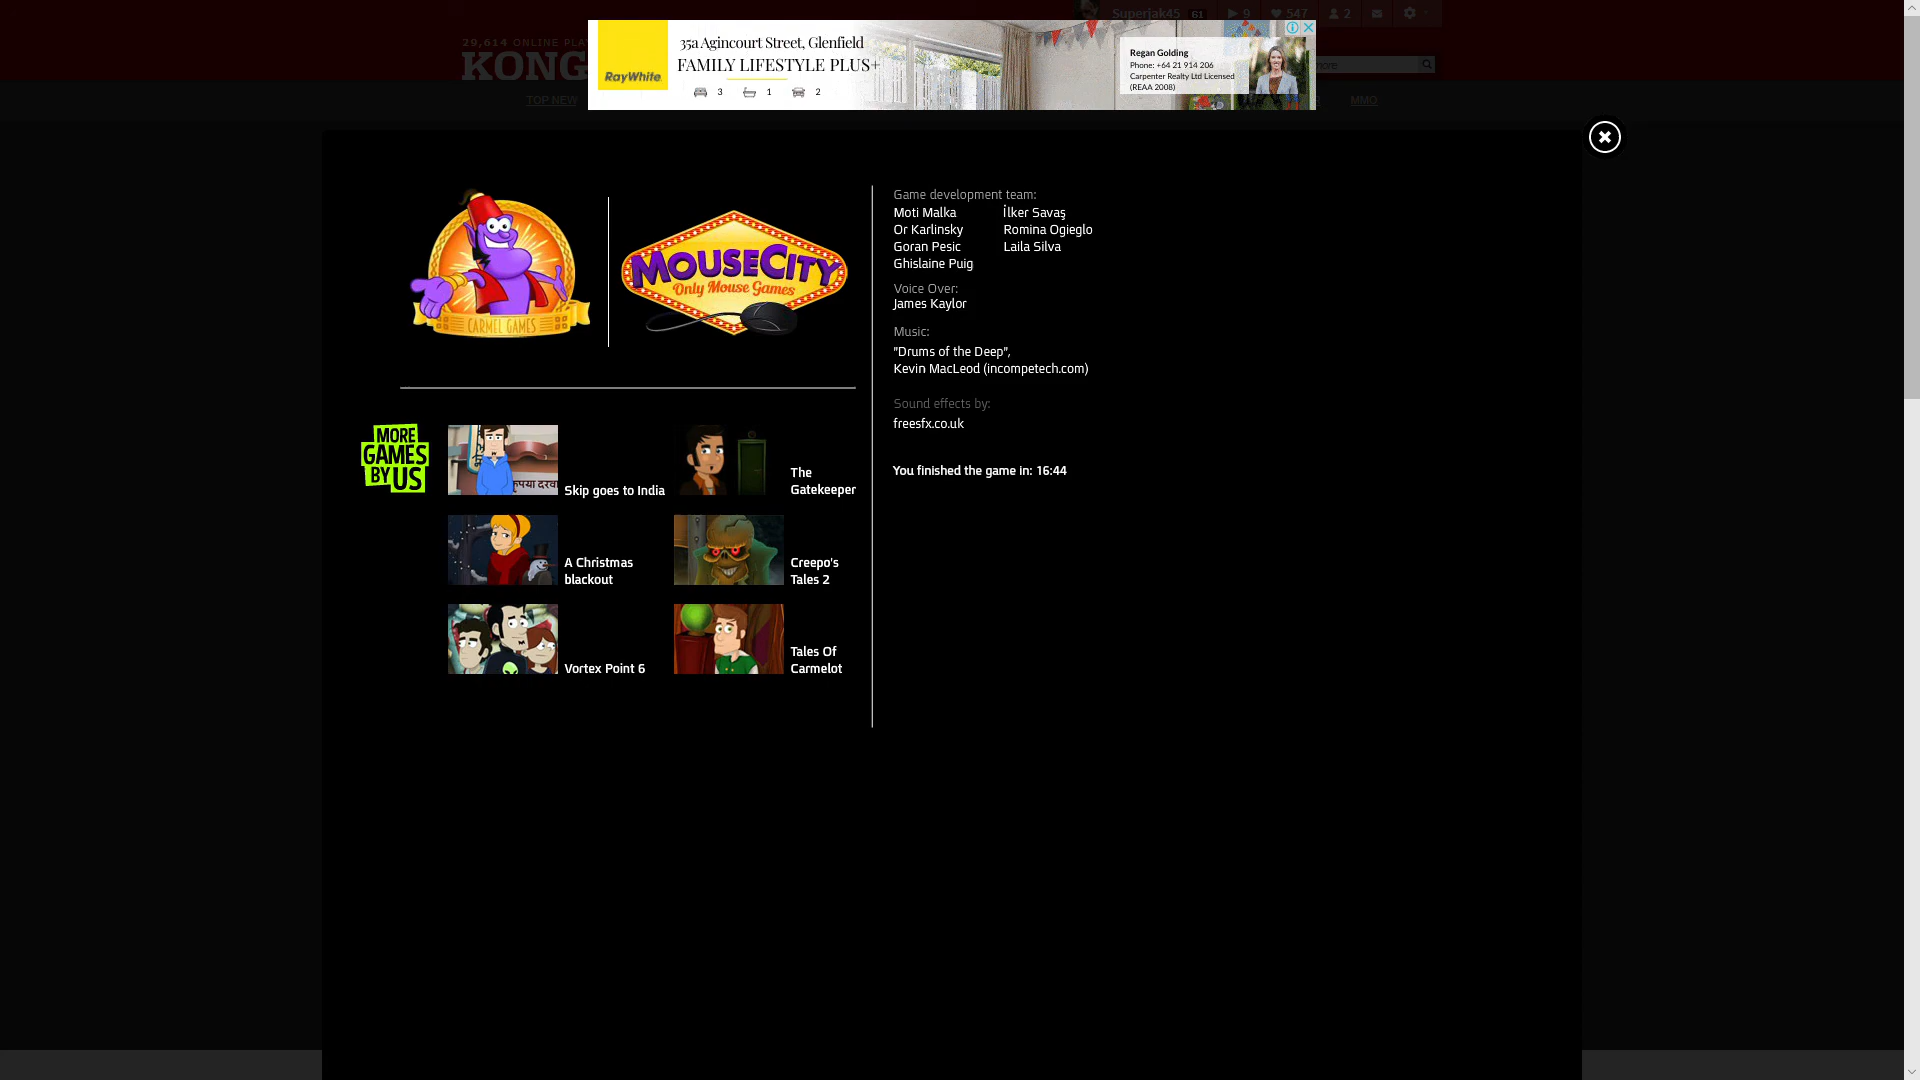 Superjak45 61 9 547 2
29,614 ONLINE PLA
KONG
TOP NEW
MMO
RayWhite.
35a Agincourt Street, Glenfield
FAMILY LIFESTYLE PLUS+
3 1 2
Regan Golding
Phone: +64 21 914 206
Carpenter Realty Ltd Licensed
(REAA 2008)
CARMEL GAMES
MOUSECITY
Only Mouse Games
MORE
GAMES
BY US
Skip goes to India
The
Gatekeeper
A Christmas
blackout
Creepo's
Tales 2
Vortex Point 6
Tales Of
Carmelot
Game development team:
Moti Malka İlker Savaş
Or Karlinsky Romina Ogieglo
Goran Pesic Laila Silva
Ghislaine Puig
Voice Over:
James Kaylor
Music:
"Drums of the Deep",
Kevin MacLeod (incompetech.com)
Sound effects by:
freesfx.co.uk
You finished the game in: 16:44